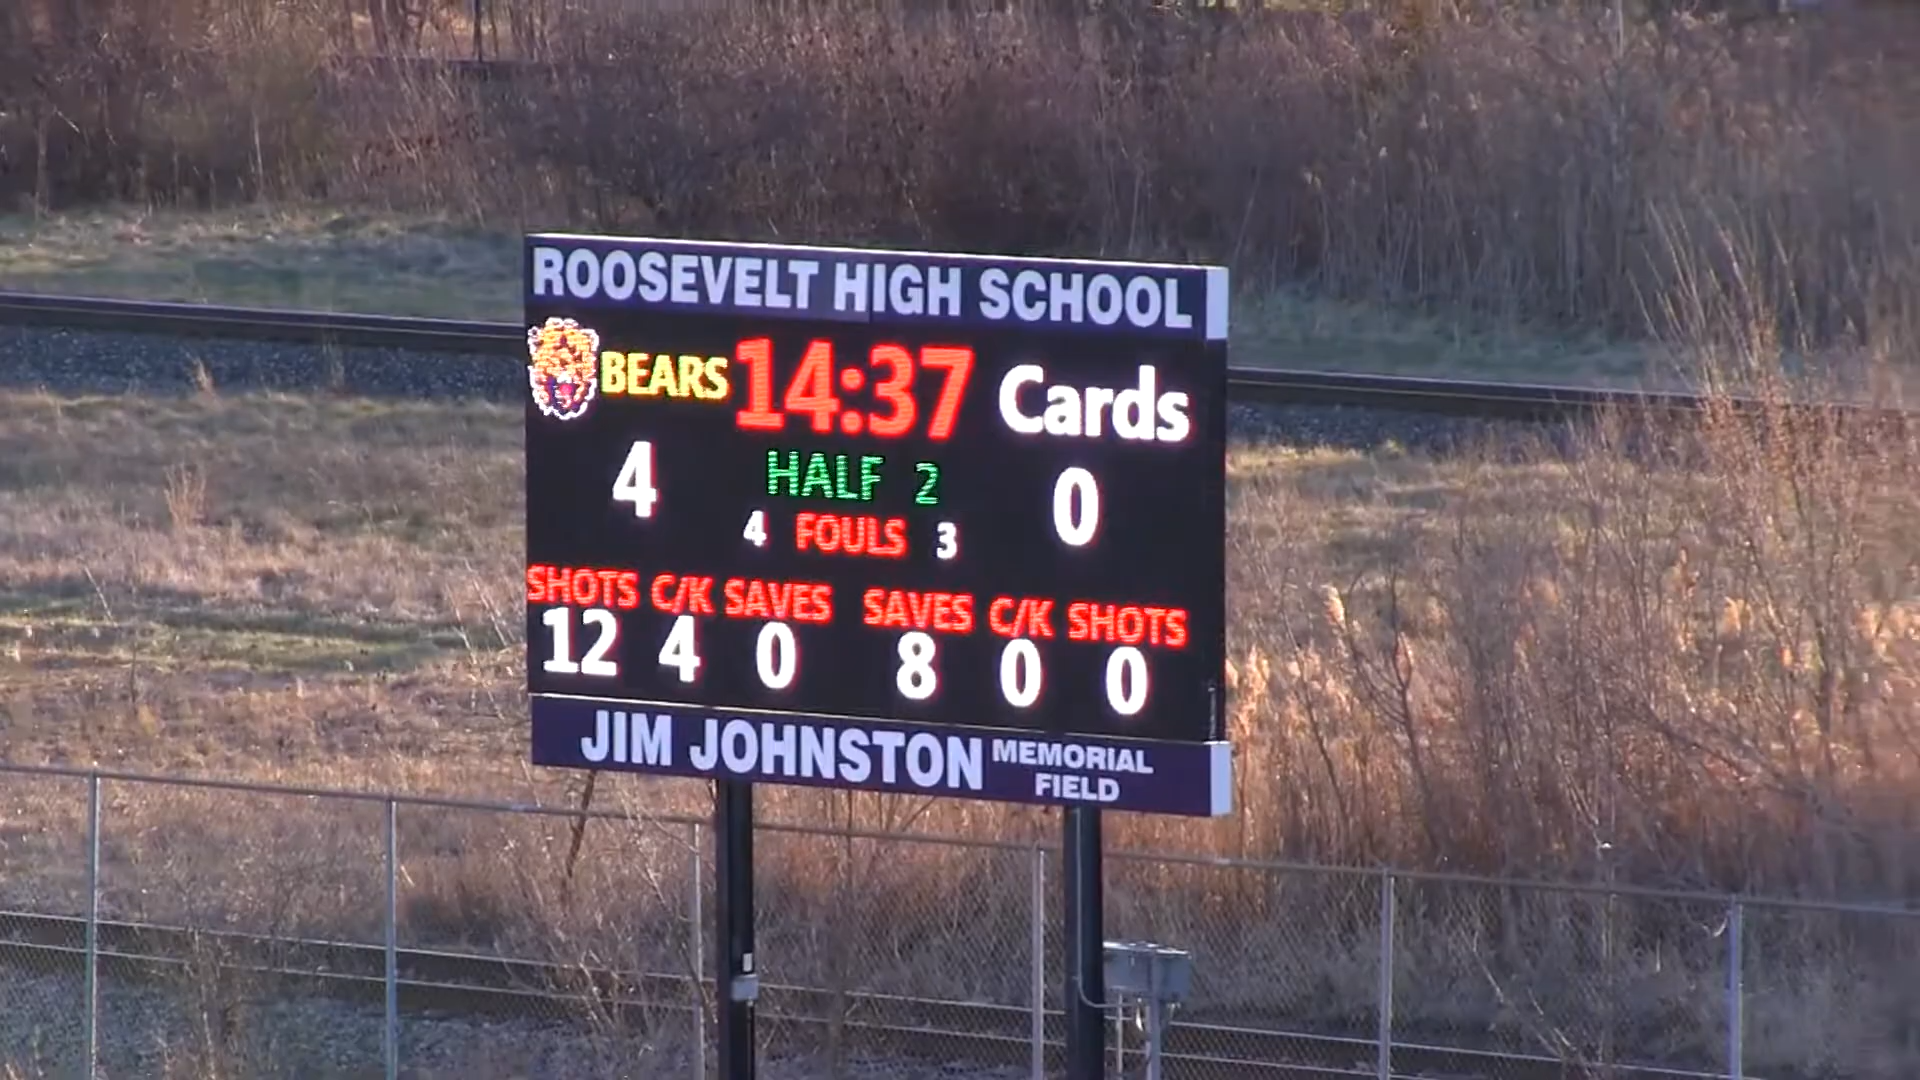 ROOSEVELT HIGH SCHOOL
BEARS 14:37 Cards
4 HALF 2 0
4 FOULS 3
SHOTS C/K SAVES SAVES C/K SHOTS
12 4 0 8 0 0
JIM JOHNSTON MEMORIAL FIELD